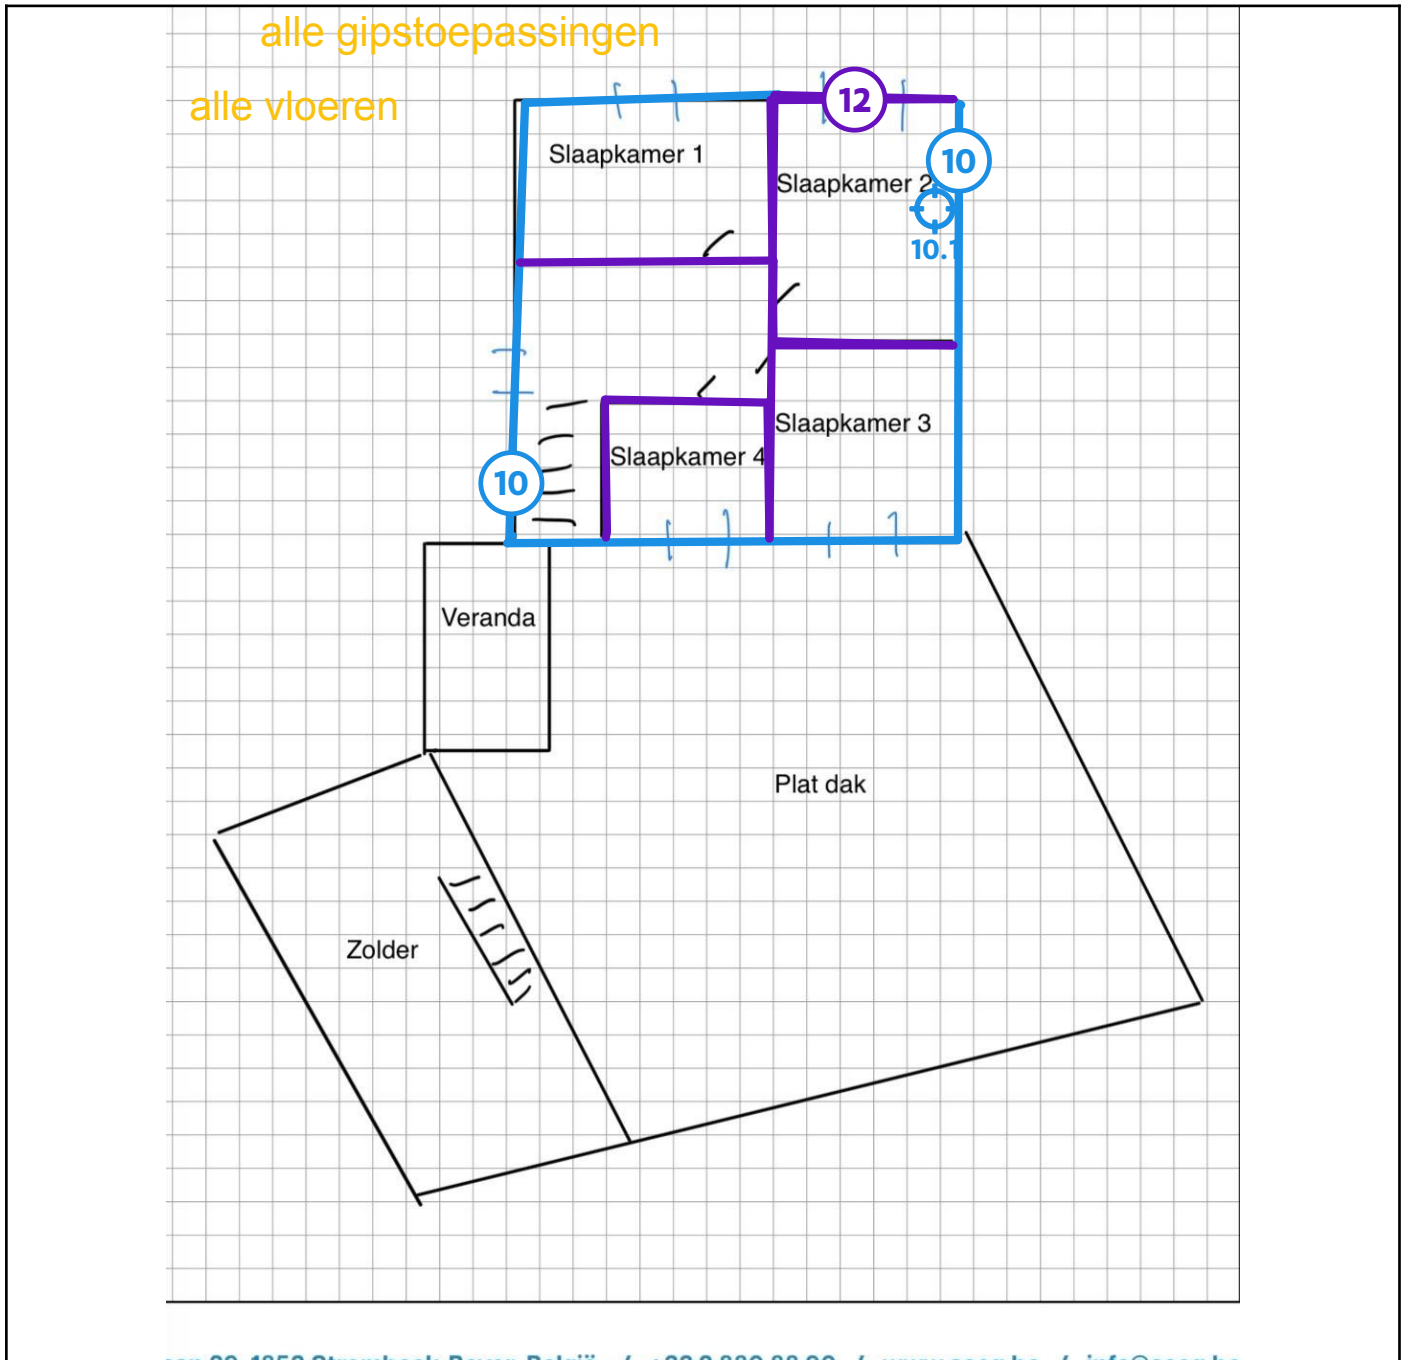 alle gipstoepassingen
alle vloeren
12
10
Slaapkamer 1
Slaapkamer 2
10.1
Slaapkamer 3
Slaapkamer 4
10
Veranda
Plat dak
Zolder